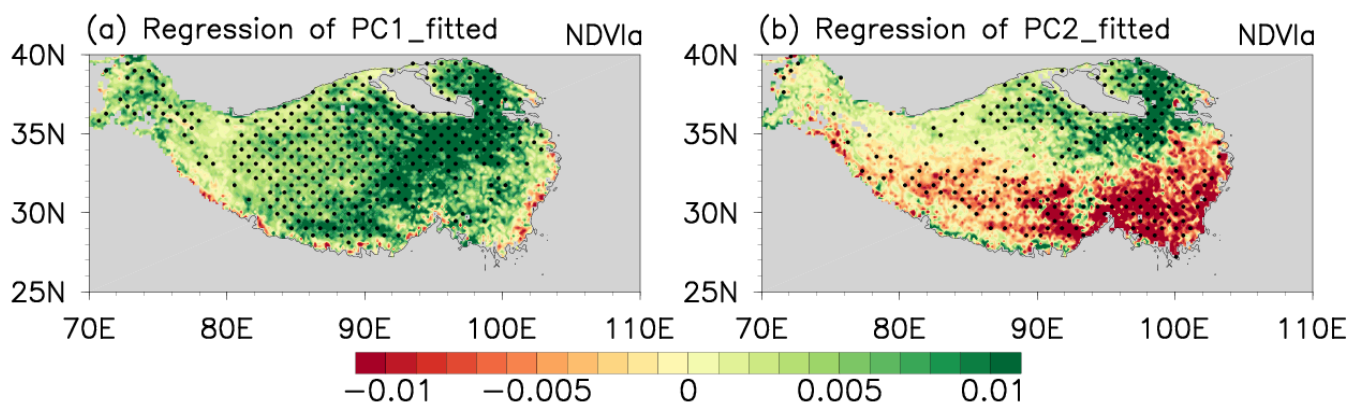 (a) Regression of PC1_fitted NDVIa
(b) Regression of PC2_fitted NDVIa
40N
35N
30N
25N
70E 80E 90E 100E 110E
40N
35N
30N
25N
70E 80E 90E 100E 110E
−0.01 −0.005 0 0.005 0.01